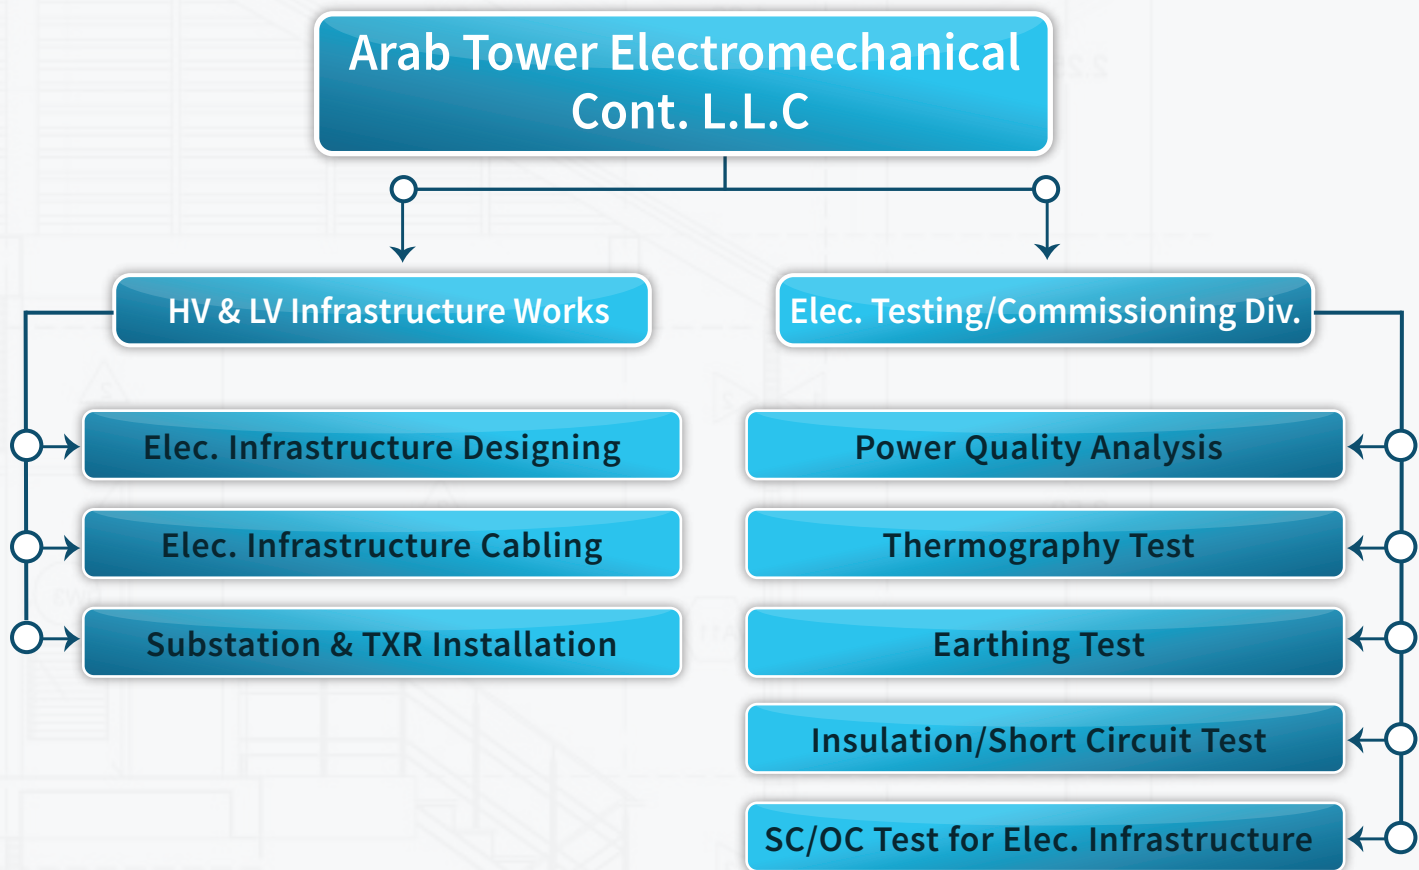 Arab Tower Electromechanical
Cont. L.L.C
HV & LV Infrastructure Works
Elec. Infrastructure Designing
Elec. Infrastructure Cabling
Substation & TXR Installation
Elec. Testing/Commissioning Div.
Power Quality Analysis
Thermography Test
Earthing Test
Insulation/Short Circuit Test
SC/OC Test for Elec. Infrastructure